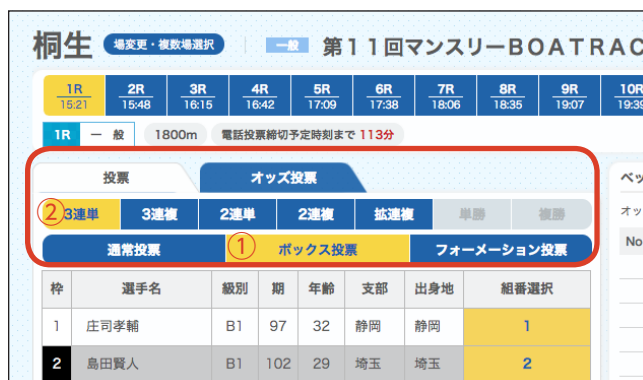 桐生 場変更・複数場選択 一般 第11回マンスリーBOATRAC
1R 2R 3R 4R 5R 6R 7R 8R 9R 10R
15:21 15:48 16:15 16:42 17:09 17:38 18:06 18:35 19:07 19:39
1R 一般 1800m 電話投票締切予定時刻まで 113分
投票 オッズ投票 ベッ
② 3連単 3連複 2連単 2連複 拡連複 単勝 複勝 オッ
通常投票 ① ボックス投票 フォーメーション投票 No
枠 選手名 級別 期 年齢 支部 出身地 組番選択
1 庄司孝輔 B1 97 32 静岡 静岡 1
2 島田賢人 B1 102 29 埼玉 埼玉 2